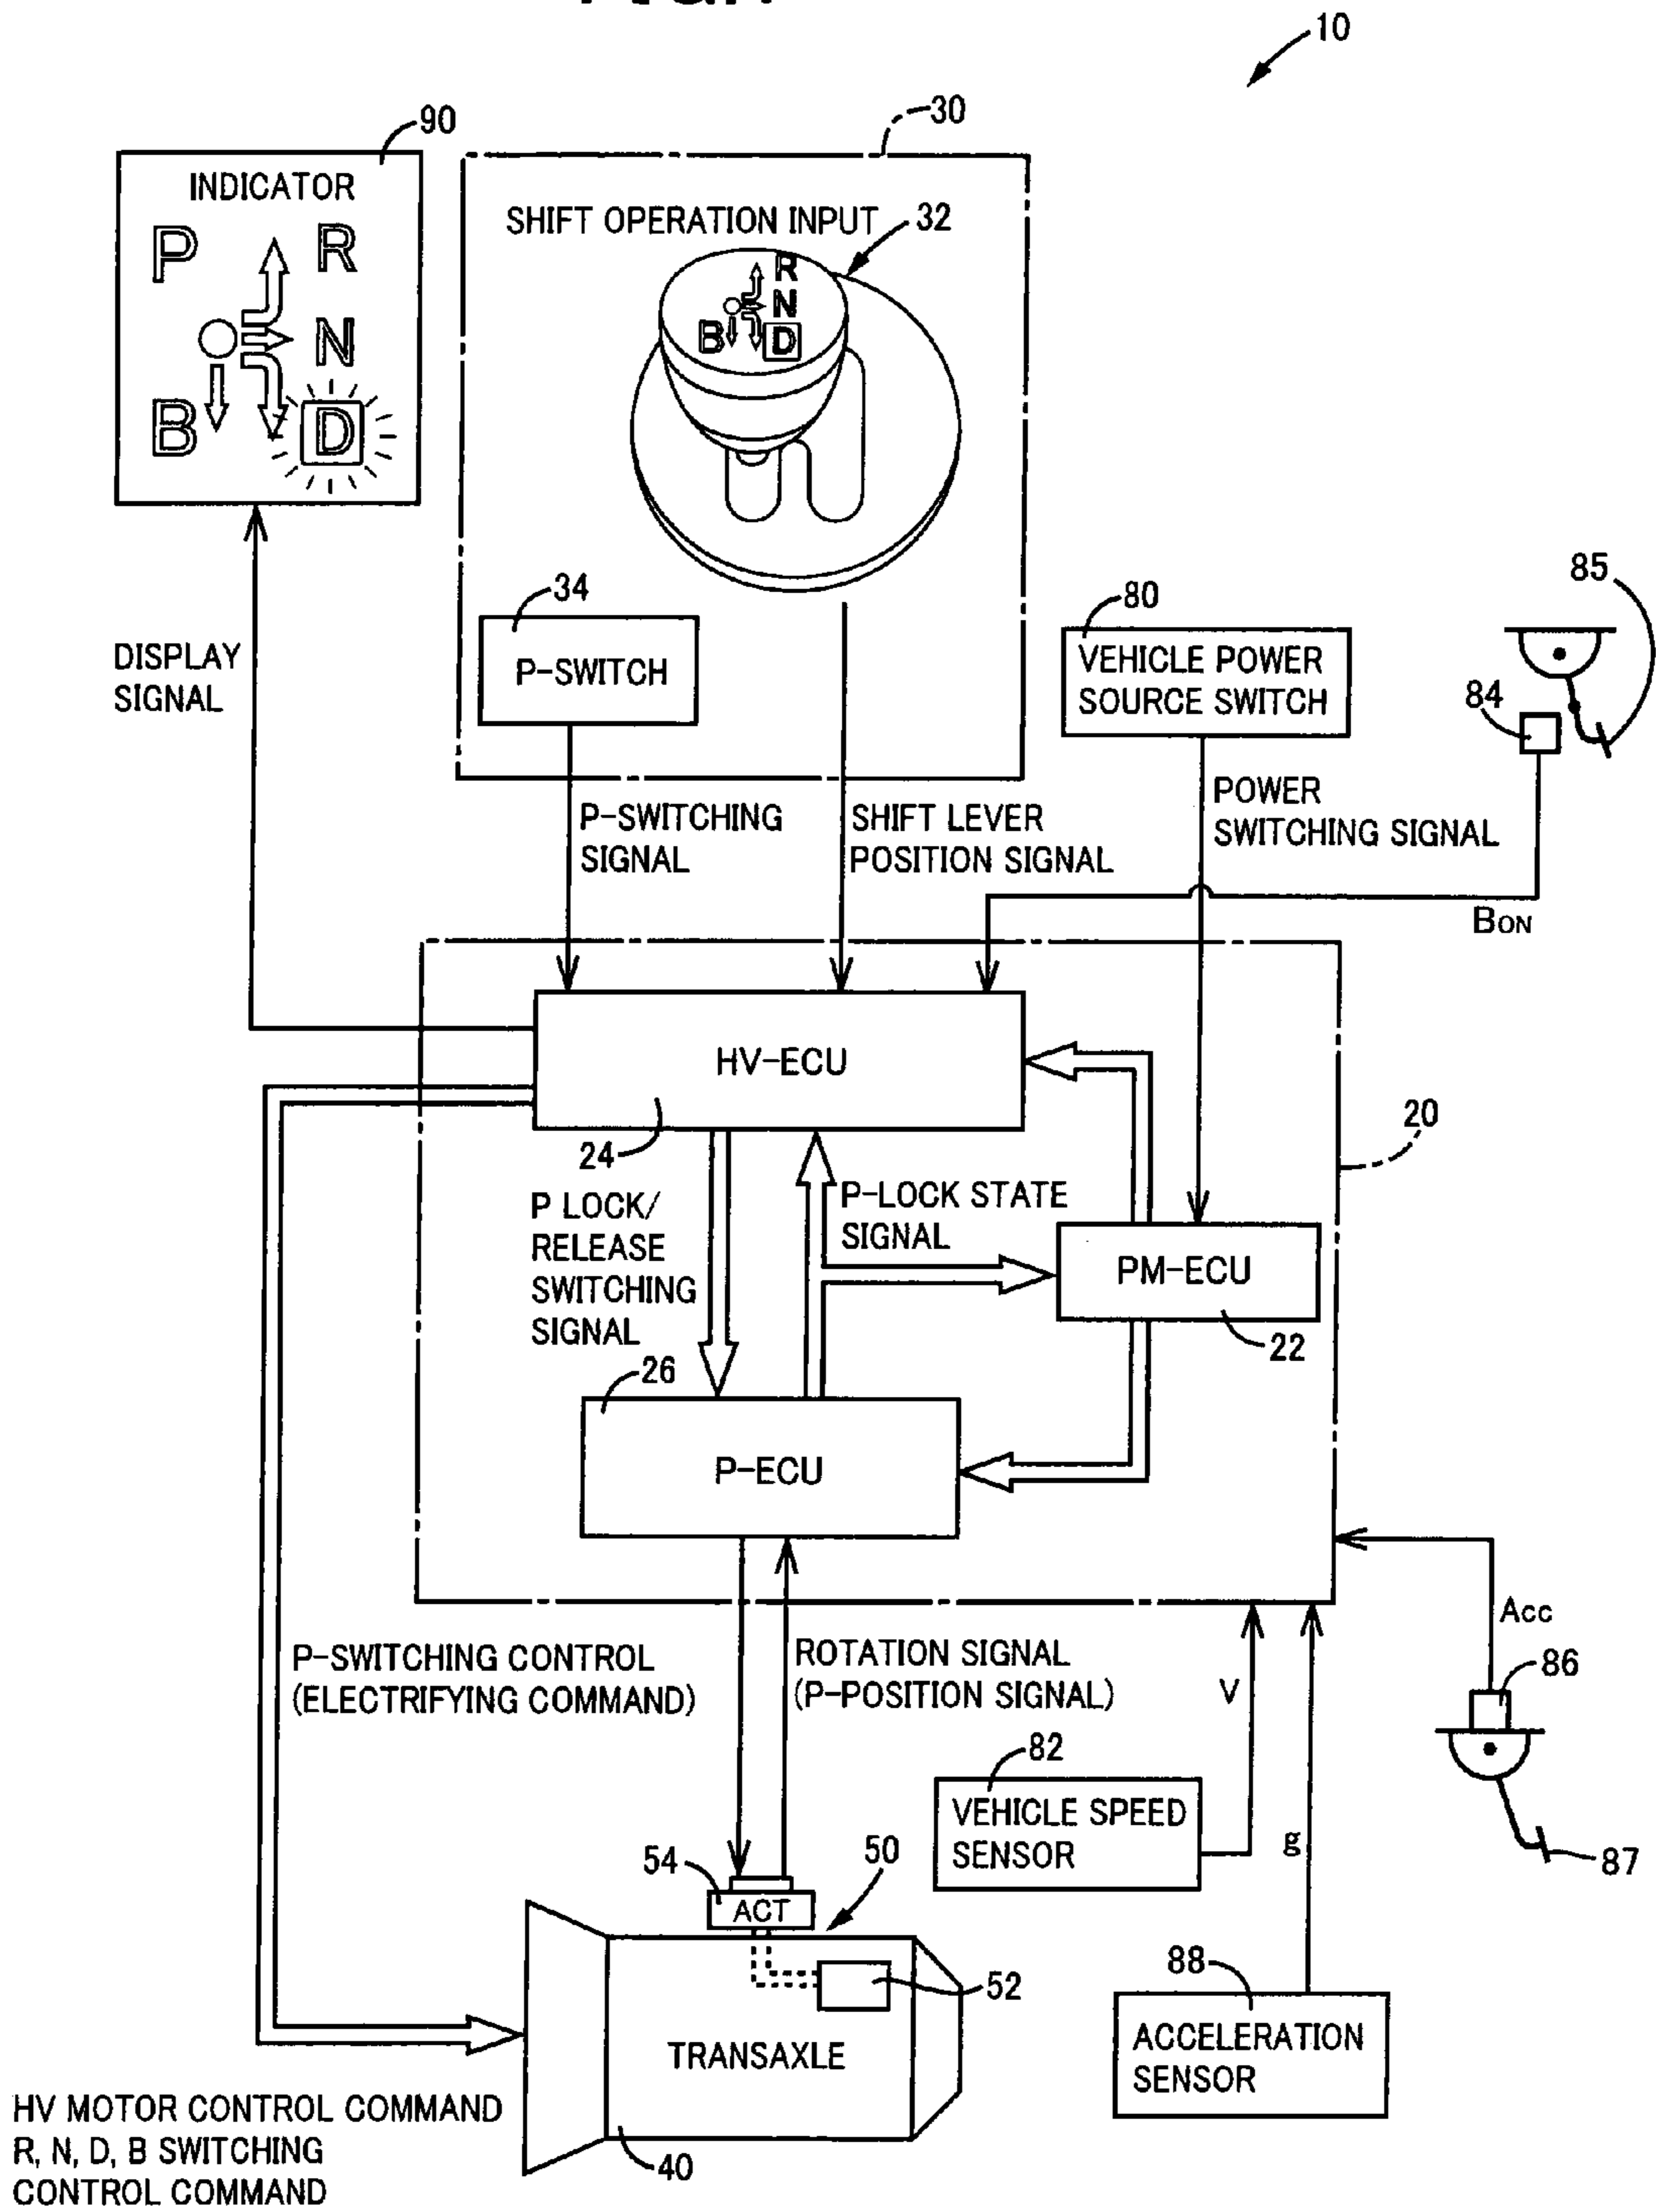 10
90
30
INDICATOR
P
R
N
B
D
SHIFT OPERATION INPUT
32
R
N
B
D
34
P-SWITCH
80
VEHICLE POWER
SOURCE SWITCH
85
84
DISPLAY
SIGNAL
P-SWITCHING
SIGNAL
SHIFT LEVER
POSITION SIGNAL
POWER
SWITCHING SIGNAL
BON
HV-ECU
24
20
P LOCK/
RELEASE
SWITCHING
SIGNAL
P-LOCK STATE
SIGNAL
PM-ECU
22
26
P-ECU
P-SWITCHING CONTROL
(ELECTRIFYING COMMAND)
ROTATION SIGNAL
(P-POSITION SIGNAL)
V
g
Acc
86
87
82
VEHICLE SPEED
SENSOR
54
ACT
50
52
88
ACCELERATION
SENSOR
TRANSAXLE
40
HV MOTOR CONTROL COMMAND
R, N, D, B SWITCHING
CONTROL COMMAND